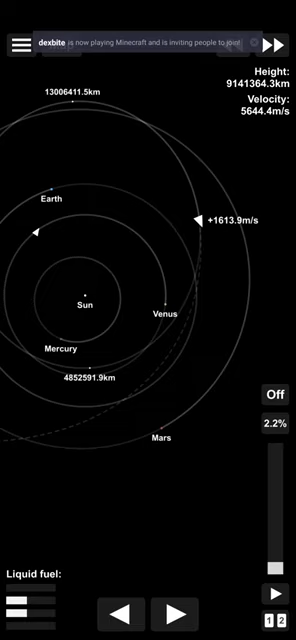 dexbite is now playing Minecraft and is inviting people to join!
Height:
9141364.3km
Velocity:
5644.4m/s
13006411.5km
Earth
+1613.9m/s
Sun
Venus
Mercury
4852591.9km
Off
2.2%
Mars
Liquid fuel:
1 2